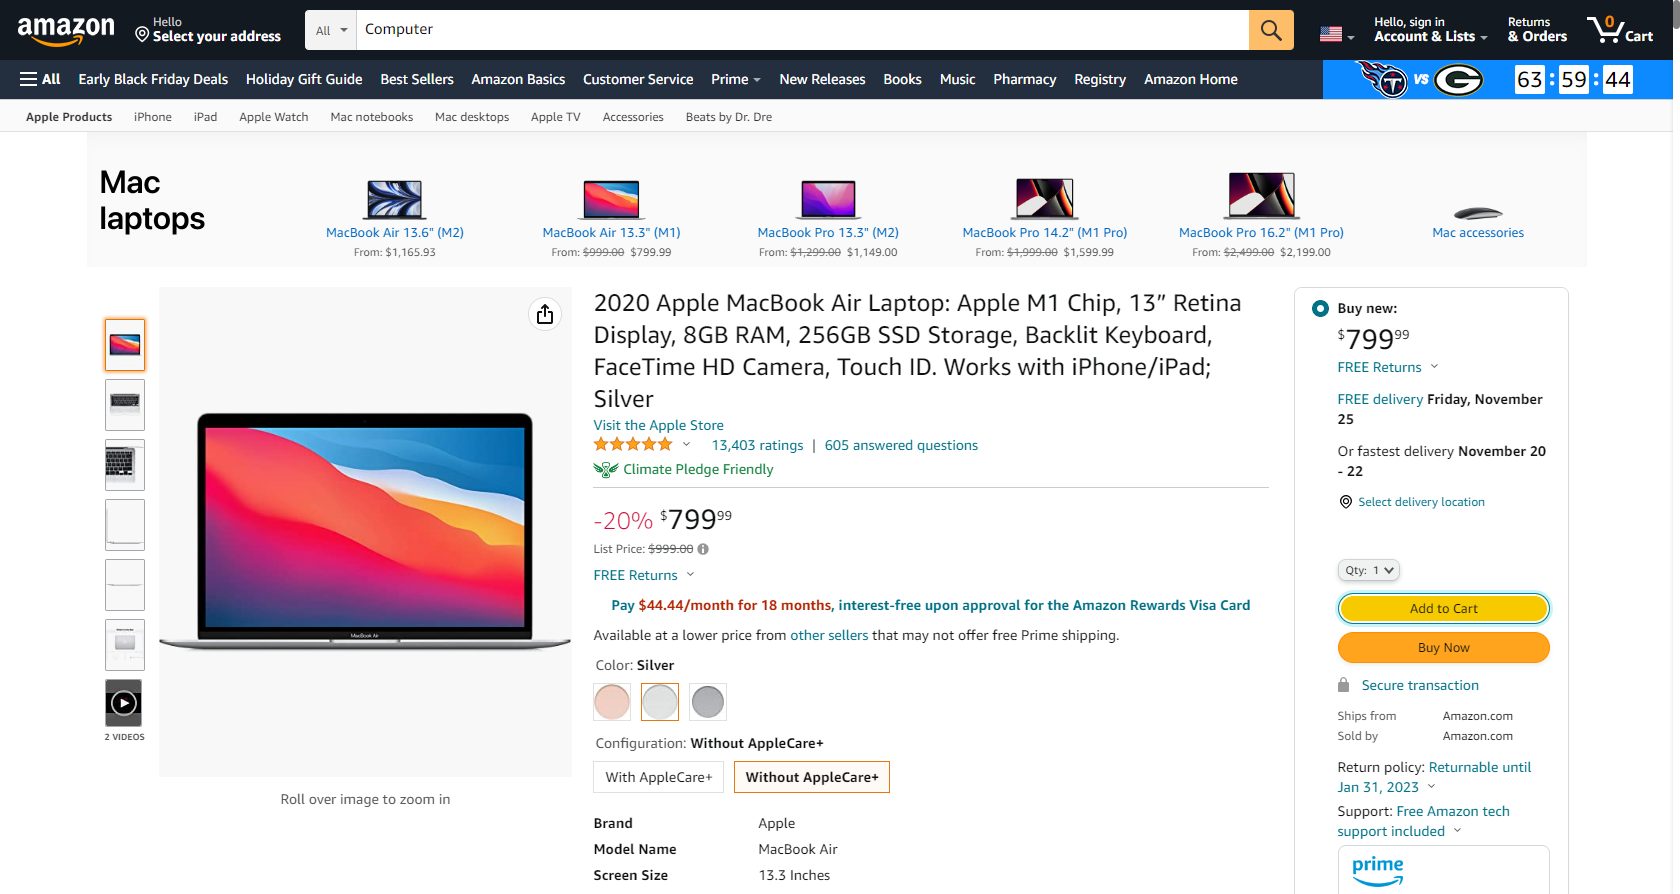 amazon
Hello
Select your address
All
Computer
Hello, sign in
Account & Lists
Returns
& Orders
0
Cart
All
Early Black Friday Deals
Holiday Gift Guide
Best Sellers
Amazon Basics
Customer Service
Prime
New Releases
Books
Music
Pharmacy
Registry
Amazon Home
T
VS
G
63 : 59 : 44
Apple Products
iPhone
iPad
Apple Watch
Mac notebooks
Mac desktops
Apple TV
Accessories
Beats by Dr. Dre
Mac
laptops
MacBook Air 13.6" (M2)
From: $1,165.93
MacBook Air 13.3" (M1)
From: $999.00 $799.99
MacBook Pro 13.3" (M2)
From: $1,299.00 $1,149.00
MacBook Pro 14.2" (M1 Pro)
From: $1,999.00 $1,599.99
MacBook Pro 16.2" (M1 Pro)
From: $2,499.00 $2,199.00
Mac accessories
2 VIDEOS
MacBook Air
Roll over image to zoom in
2020 Apple MacBook Air Laptop: Apple M1 Chip, 13” Retina
Display, 8GB RAM, 256GB SSD Storage, Backlit Keyboard,
FaceTime HD Camera, Touch ID. Works with iPhone/iPad;
Silver
Visit the Apple Store
13,403 ratings | 605 answered questions
Climate Pledge Friendly
-20% $799 99
List Price: $999.00
FREE Returns
Pay $44.44/month for 18 months, interest-free upon approval for the Amazon Rewards Visa Card
Available at a lower price from other sellers that may not offer free Prime shipping.
Color: Silver
Configuration: Without AppleCare+
With AppleCare+
Without AppleCare+
Brand Apple
Model Name MacBook Air
Screen Size 13.3 Inches
Buy new:
$799 99
FREE Returns
FREE delivery Friday, November
25
Or fastest delivery November 20
- 22
Select delivery location
Qty: 1
Add to Cart
Buy Now
Secure transaction
Ships from Amazon.com
Sold by Amazon.com
Return policy: Returnable until
Jan 31, 2023
Support: Free Amazon tech
support included
prime